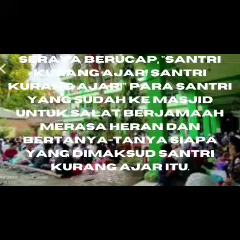 SERAYA BERUCAP, "SANTRI
KURANG AJAR! SANTRI
KURANG AJAR!" PARA SANTRI
YANG SUDAH KE MASJID
UNTUK SALAT BERJAMAAH
MERASA HERAN DAN
BERTANYA-TANYA SIAPA
YANG DIMAKSUD SANTRI
KURANG AJAR ITU.